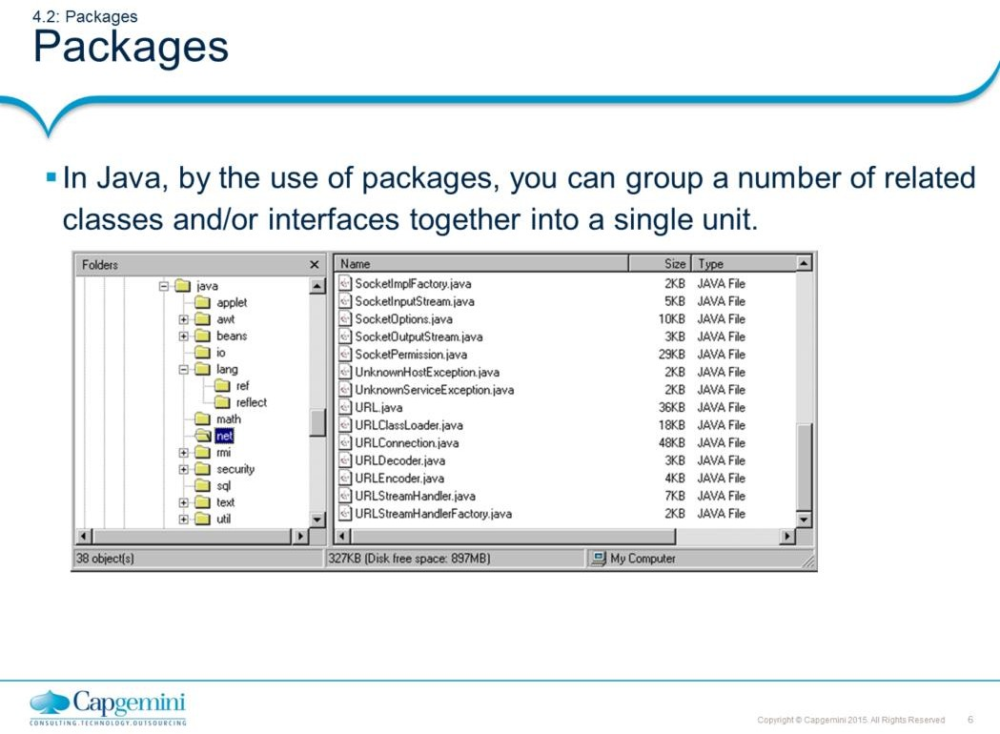 4.2: Packages
Packages
In Java, by the use of packages, you can group a number of related
classes and/or interfaces together into a single unit.
Folders
java
applet
awt
beans
io
lang
ref
reflect
math
net
rmi
security
sql
text
util
Name Size Type
SocketImplFactory.java 2KB JAVA File
SocketInputStream.java 5KB JAVA File
SocketOptions.java 10KB JAVA File
SocketOutputStream.java 3KB JAVA File
SocketPermission.java 29KB JAVA File
UnknownHostException.java 2KB JAVA File
UnknownServiceException.java 2KB JAVA File
URL.java 36KB JAVA File
URLClassLoader.java 18KB JAVA File
URLConnection.java 48KB JAVA File
URLDecoder.java 3KB JAVA File
URLEncoder.java 4KB JAVA File
URLStreamHandler.java 7KB JAVA File
URLStreamHandlerFactory.java 2KB JAVA File
38 object(s) 327KB (Disk free space: 897MB) My Computer
Capgemini
CONSULTING.TECHNOLOGY.OUTSOURCING
Copyright © Capgemini 2015. All Rights Reserved 6